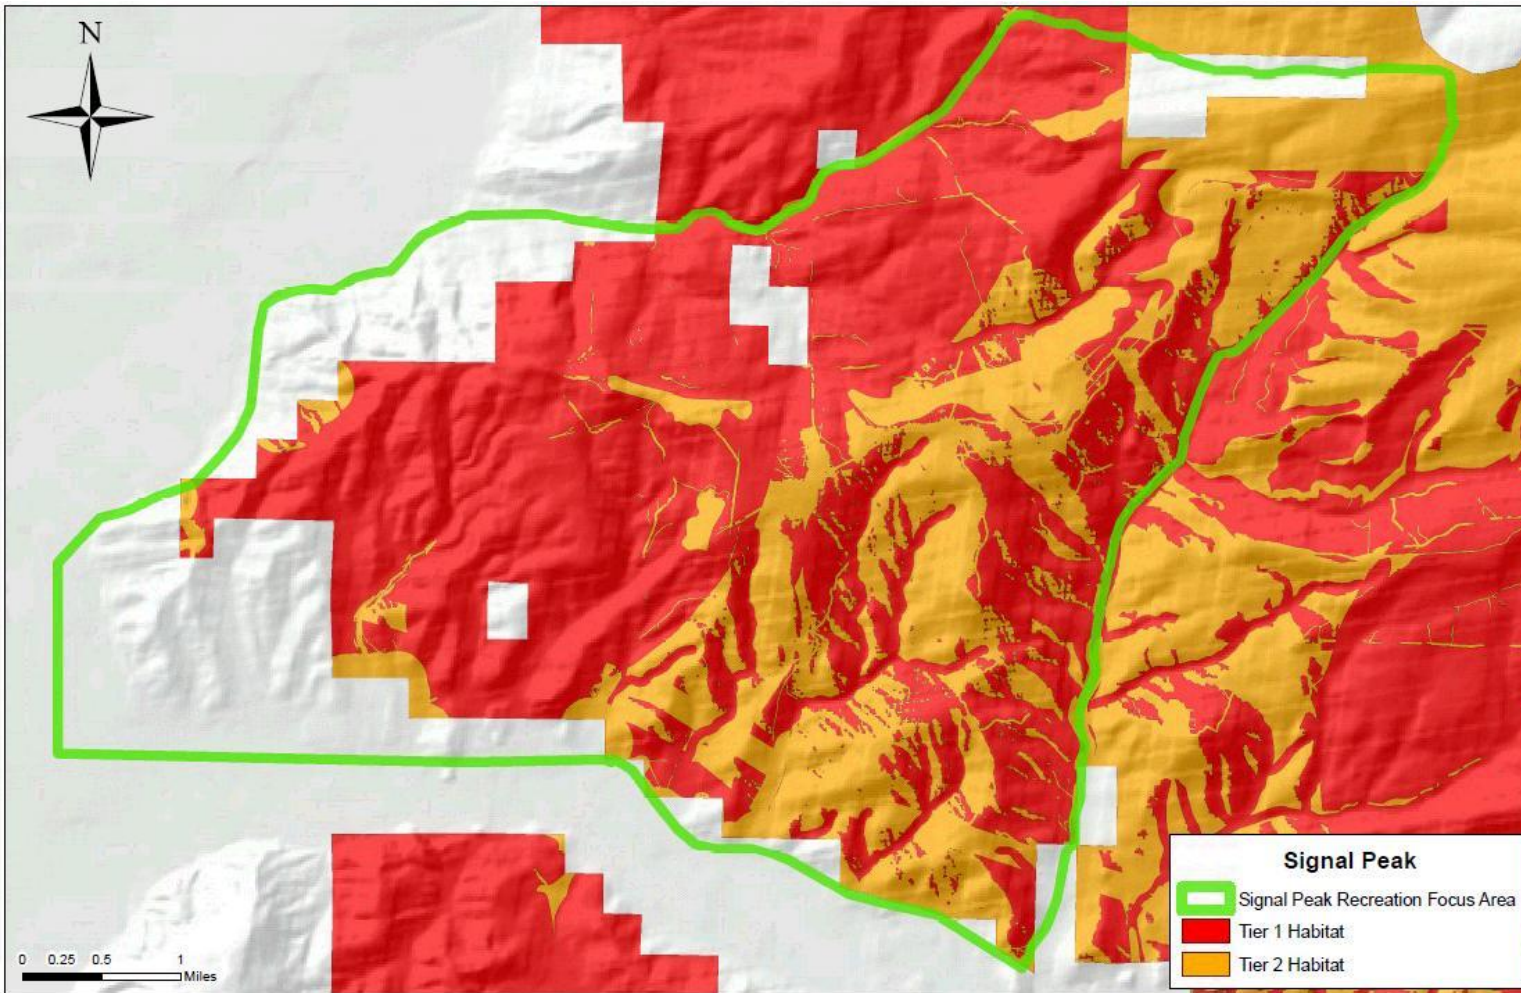 N
Signal Peak
Signal Peak Recreation Focus Area
Tier 1 Habitat
Tier 2 Habitat
0 0.25 0.5 1
Miles